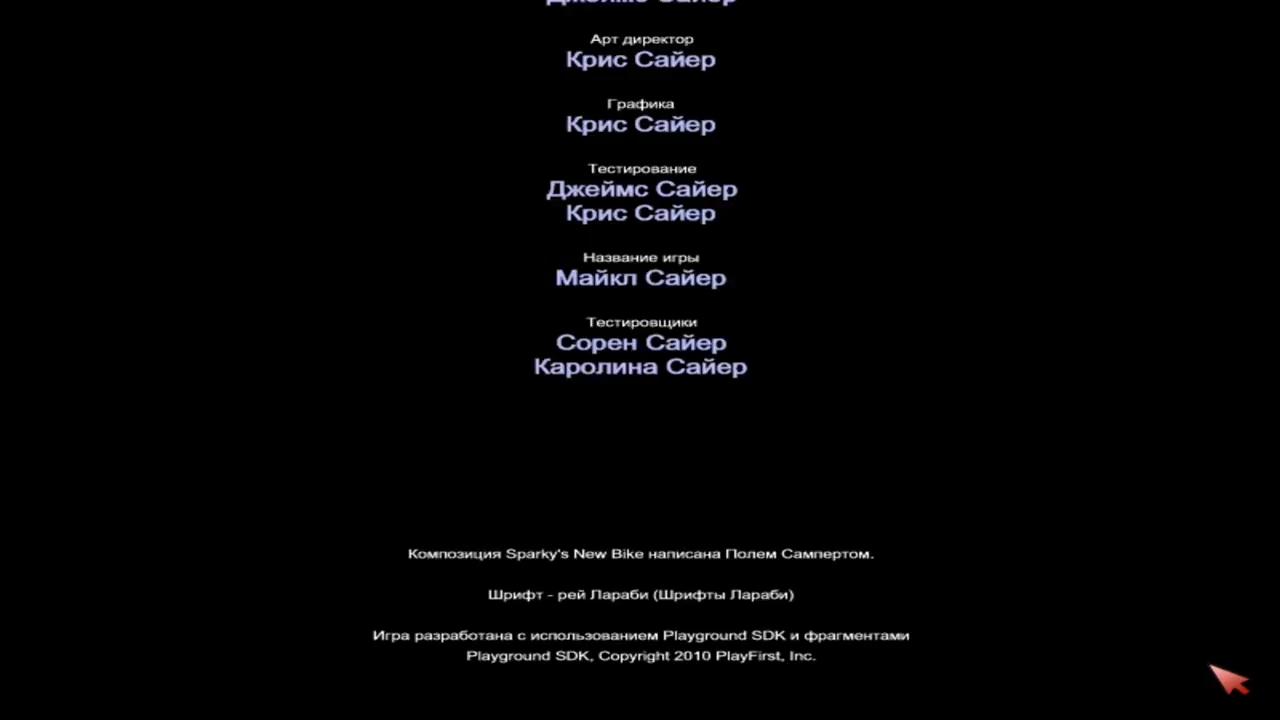 Джеймс Сайер
Арт директор
Крис Сайер
Графика
Крис Сайер
Тестирование
Джеймс Сайер
Крис Сайер
Название игры
Майкл Сайер
Тестировщики
Сорен Сайер
Каролина Сайер
Композиция Sparky's New Bike написана Полем Сампертом.
Шрифт - рей Лараби (Шрифты Лараби)
Игра разработана с использованием Playground SDK и фрагментами
Playground SDK, Copyright 2010 PlayFirst, Inc.